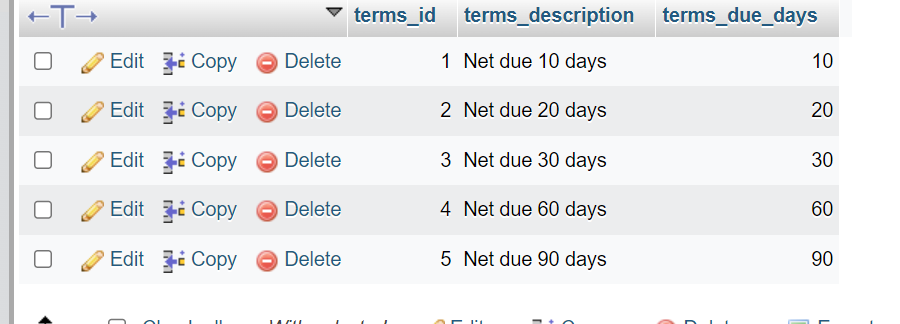 terms_id terms_description terms_due_days
Edit Copy Delete 1 Net due 10 days 10
Edit Copy Delete 2 Net due 20 days 20
Edit Copy Delete 3 Net due 30 days 30
Edit Copy Delete 4 Net due 60 days 60
Edit Copy Delete 5 Net due 90 days 90